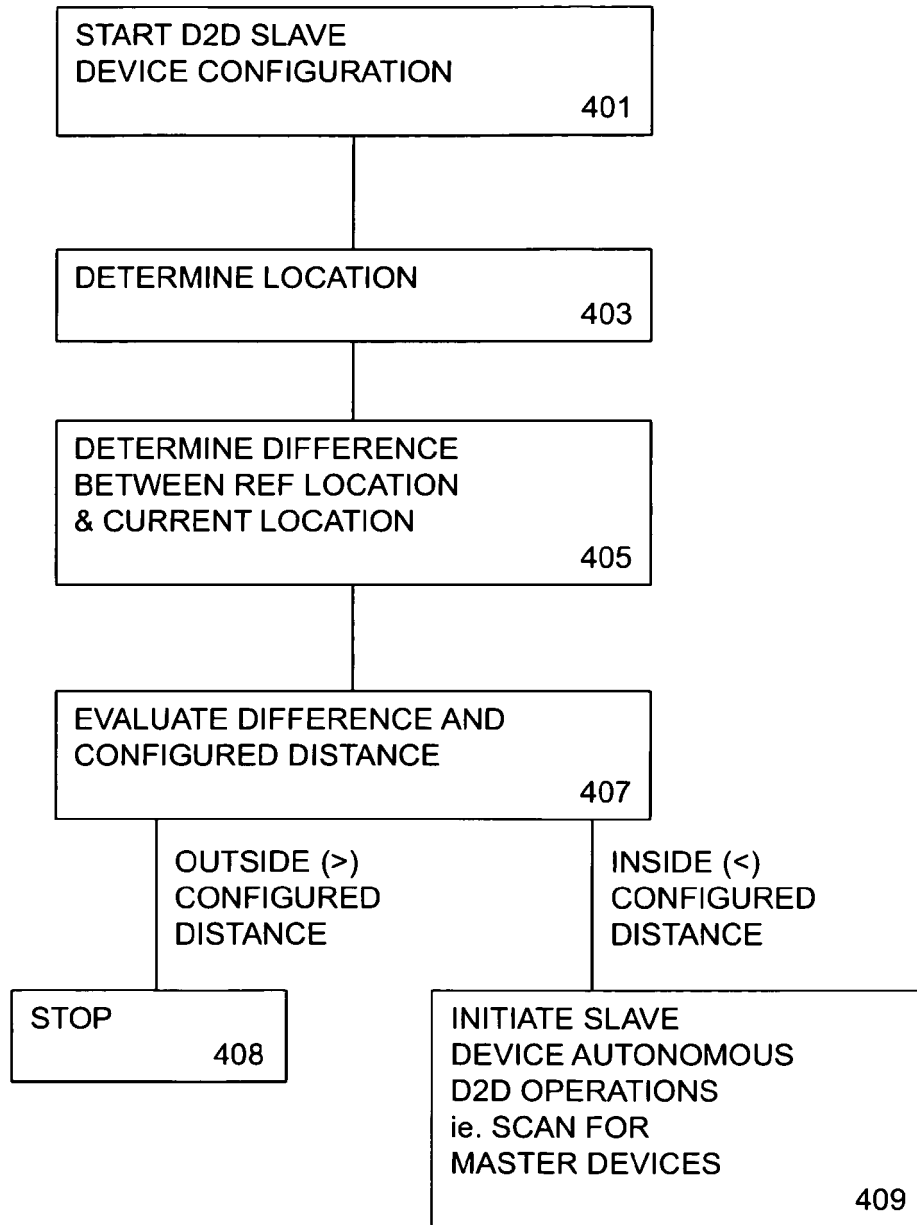 START D2D SLAVE
DEVICE CONFIGURATION
401
DETERMINE LOCATION
403
DETERMINE DIFFERENCE
BETWEEN REF LOCATION
& CURRENT LOCATION
405
EVALUATE DIFFERENCE AND
CONFIGURED DISTANCE
407
OUTSIDE (>)
CONFIGURED
DISTANCE
INSIDE (<)
CONFIGURED
DISTANCE
STOP
408
INITIATE SLAVE
DEVICE AUTONOMOUS
D2D OPERATIONS
ie. SCAN FOR
MASTER DEVICES
409